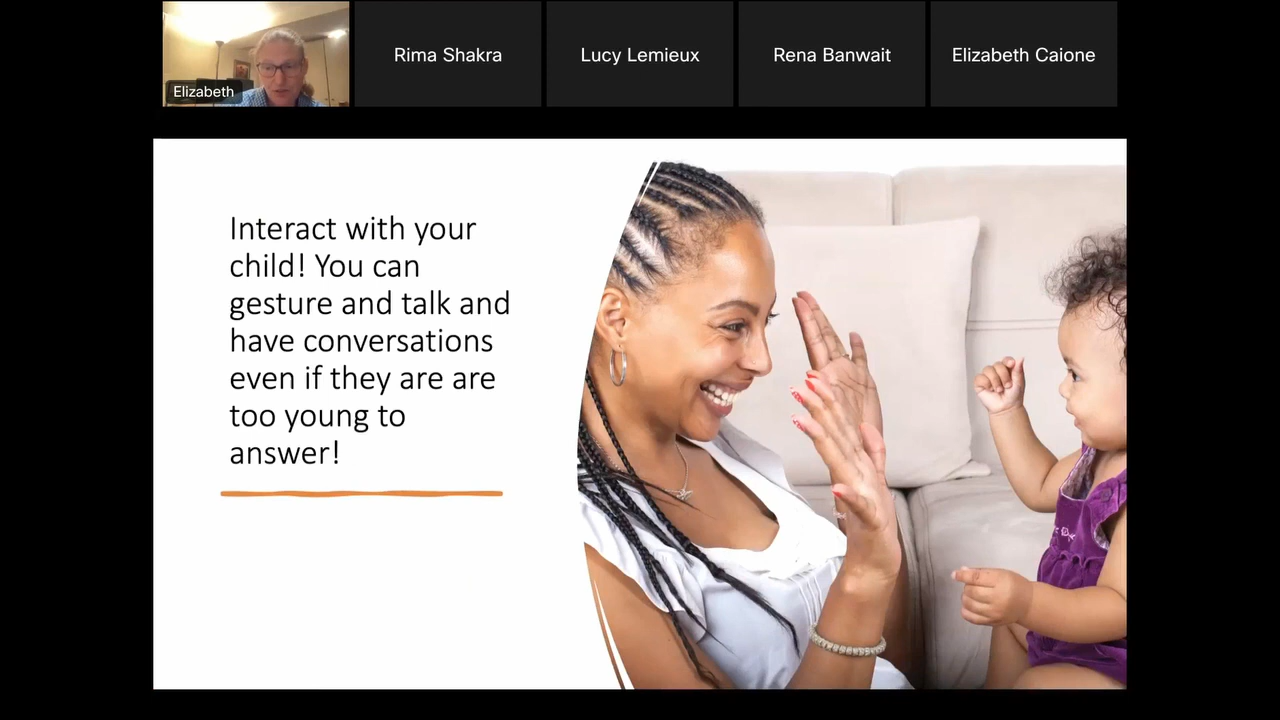 Elizabeth
Rima Shakra
Lucy Lemieux
Rena Banwait
Elizabeth Caione
Interact with your
child! You can
gesture and talk and
have conversations
even if they are are
too young to
answer!